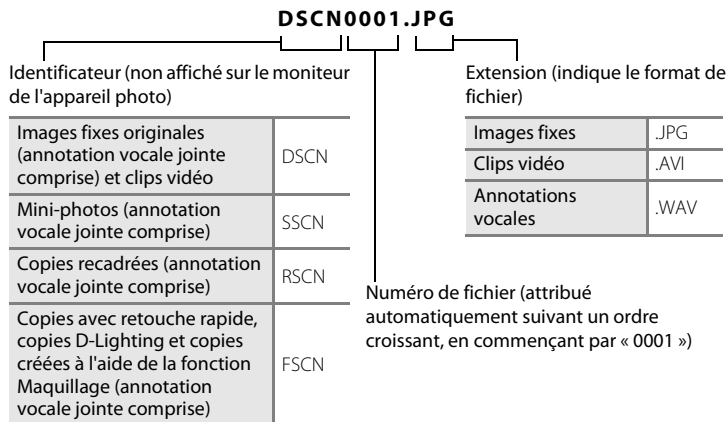 DSCN0001.JPG
Identificateur (non affiché sur le moniteur
de l'appareil photo)
Images fixes originales
(annotation vocale jointe
comprise) et clips vidéo
DSCN
Mini-photos (annotation
vocale jointe comprise)
SSCN
Copies recadrées (annotation
vocale jointe comprise)
RSCN
Copies avec retouche rapide,
copies D-Lighting et copies
créées à l'aide de la fonction
Maquillage (annotation
vocale jointe comprise)
FSCN
Extension (indique le format de
fichier)
Images fixes
.JPG
Clips vidéo
.AVI
Annotations
vocales
.WAV
Numéro de fichier (attribué
automatiquement suivant un ordre
croissant, en commençant par « 0001 »)